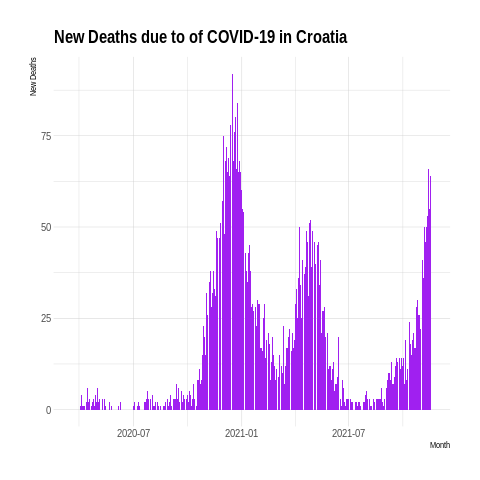 New Deaths due to of COVID-19 in Croatia
New Deaths
75
50
25
0
2020-07
2021-01
2021-07
Month